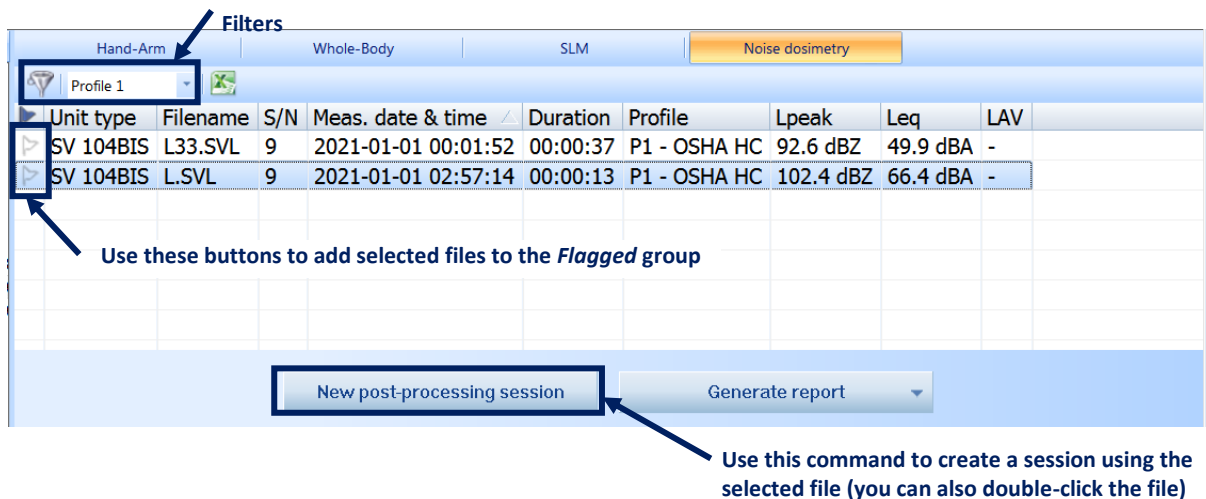 Filters
Hand-Arm Whole-Body SLM Noise dosimetry
Profile 1
Unit type Filename S/N Meas. date & time Duration Profile Lpeak Leq LAV
SV 104BIS L33.SVL 9 2021-01-01 00:01:52 00:00:37 P1 - OSHA HC 92.6 dBZ 49.9 dBA -
SV 104BIS L.SVL 9 2021-01-01 02:57:14 00:00:13 P1 - OSHA HC 102.4 dBZ 66.4 dBA -
Use these buttons to add selected files to the Flagged group
New post-processing session Generate report
Use this command to create a session using the
selected file (you can also double-click the file)